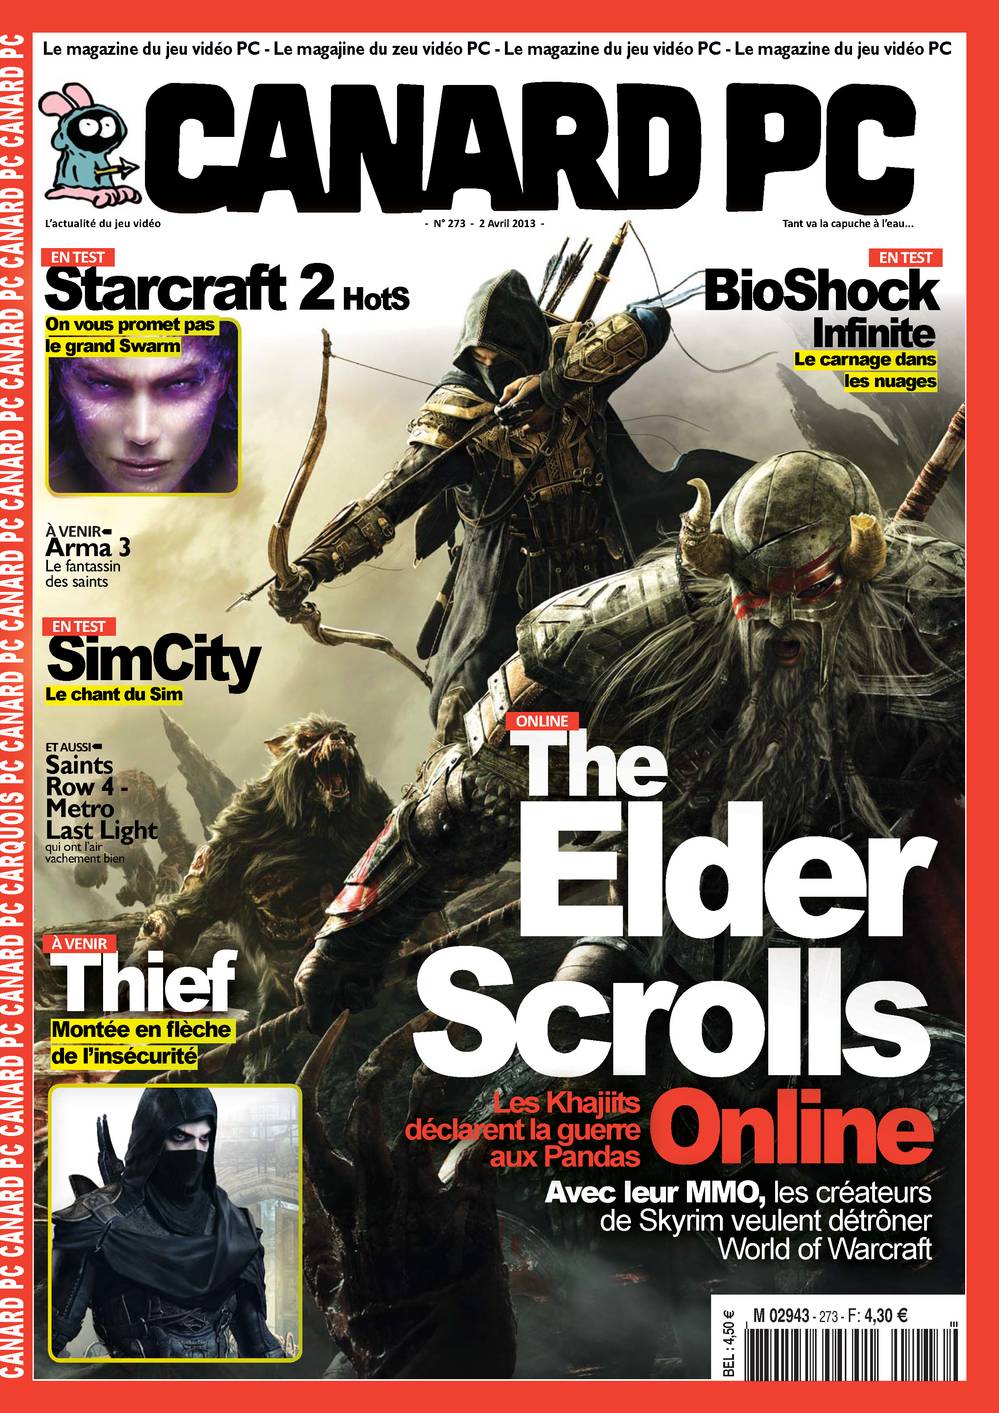 Le magazine du jeu vidéo PC - Le magajine du zeu vidéo PC - Le magazine du jeu vidéo PC - Le magazine du jeu vidéo PC
CANARD PC
L'actualité du jeu vidéo
- N° 273 - 2 Avril 2013 -
Tant va la capuche à l'eau...
EN TEST
Starcraft 2 HotS
On vous promet pas
le grand Swarm
EN TEST
BioShock
Infinite
Le carnage dans
les nuages
À VENIR
Arma 3
Le fantassin
des saints
EN TEST
SimCity
Le chant du Sim
ET AUSSI
Saints
Row 4 -
Metro
Last Light
qui ont l'air
vachement bien
À VENIR
Thief
Montée en flèche
de l'insécurité
ONLINE
The
Elder
Scrolls
Online
Les Khajiits
déclarent la guerre
aux Pandas
Avec leur MMO, les créateurs
de Skyrim veulent détrôner
World of Warcraft
BEL : 4,50 €
M 02943 - 273 - F: 4,30 €
CANARD PC CANARD PC CANARD PC CANARD PC CARQUOIS PC CANARD PC CANARD PC CANARD PC CANARD PC CANARD PC CANARD PC